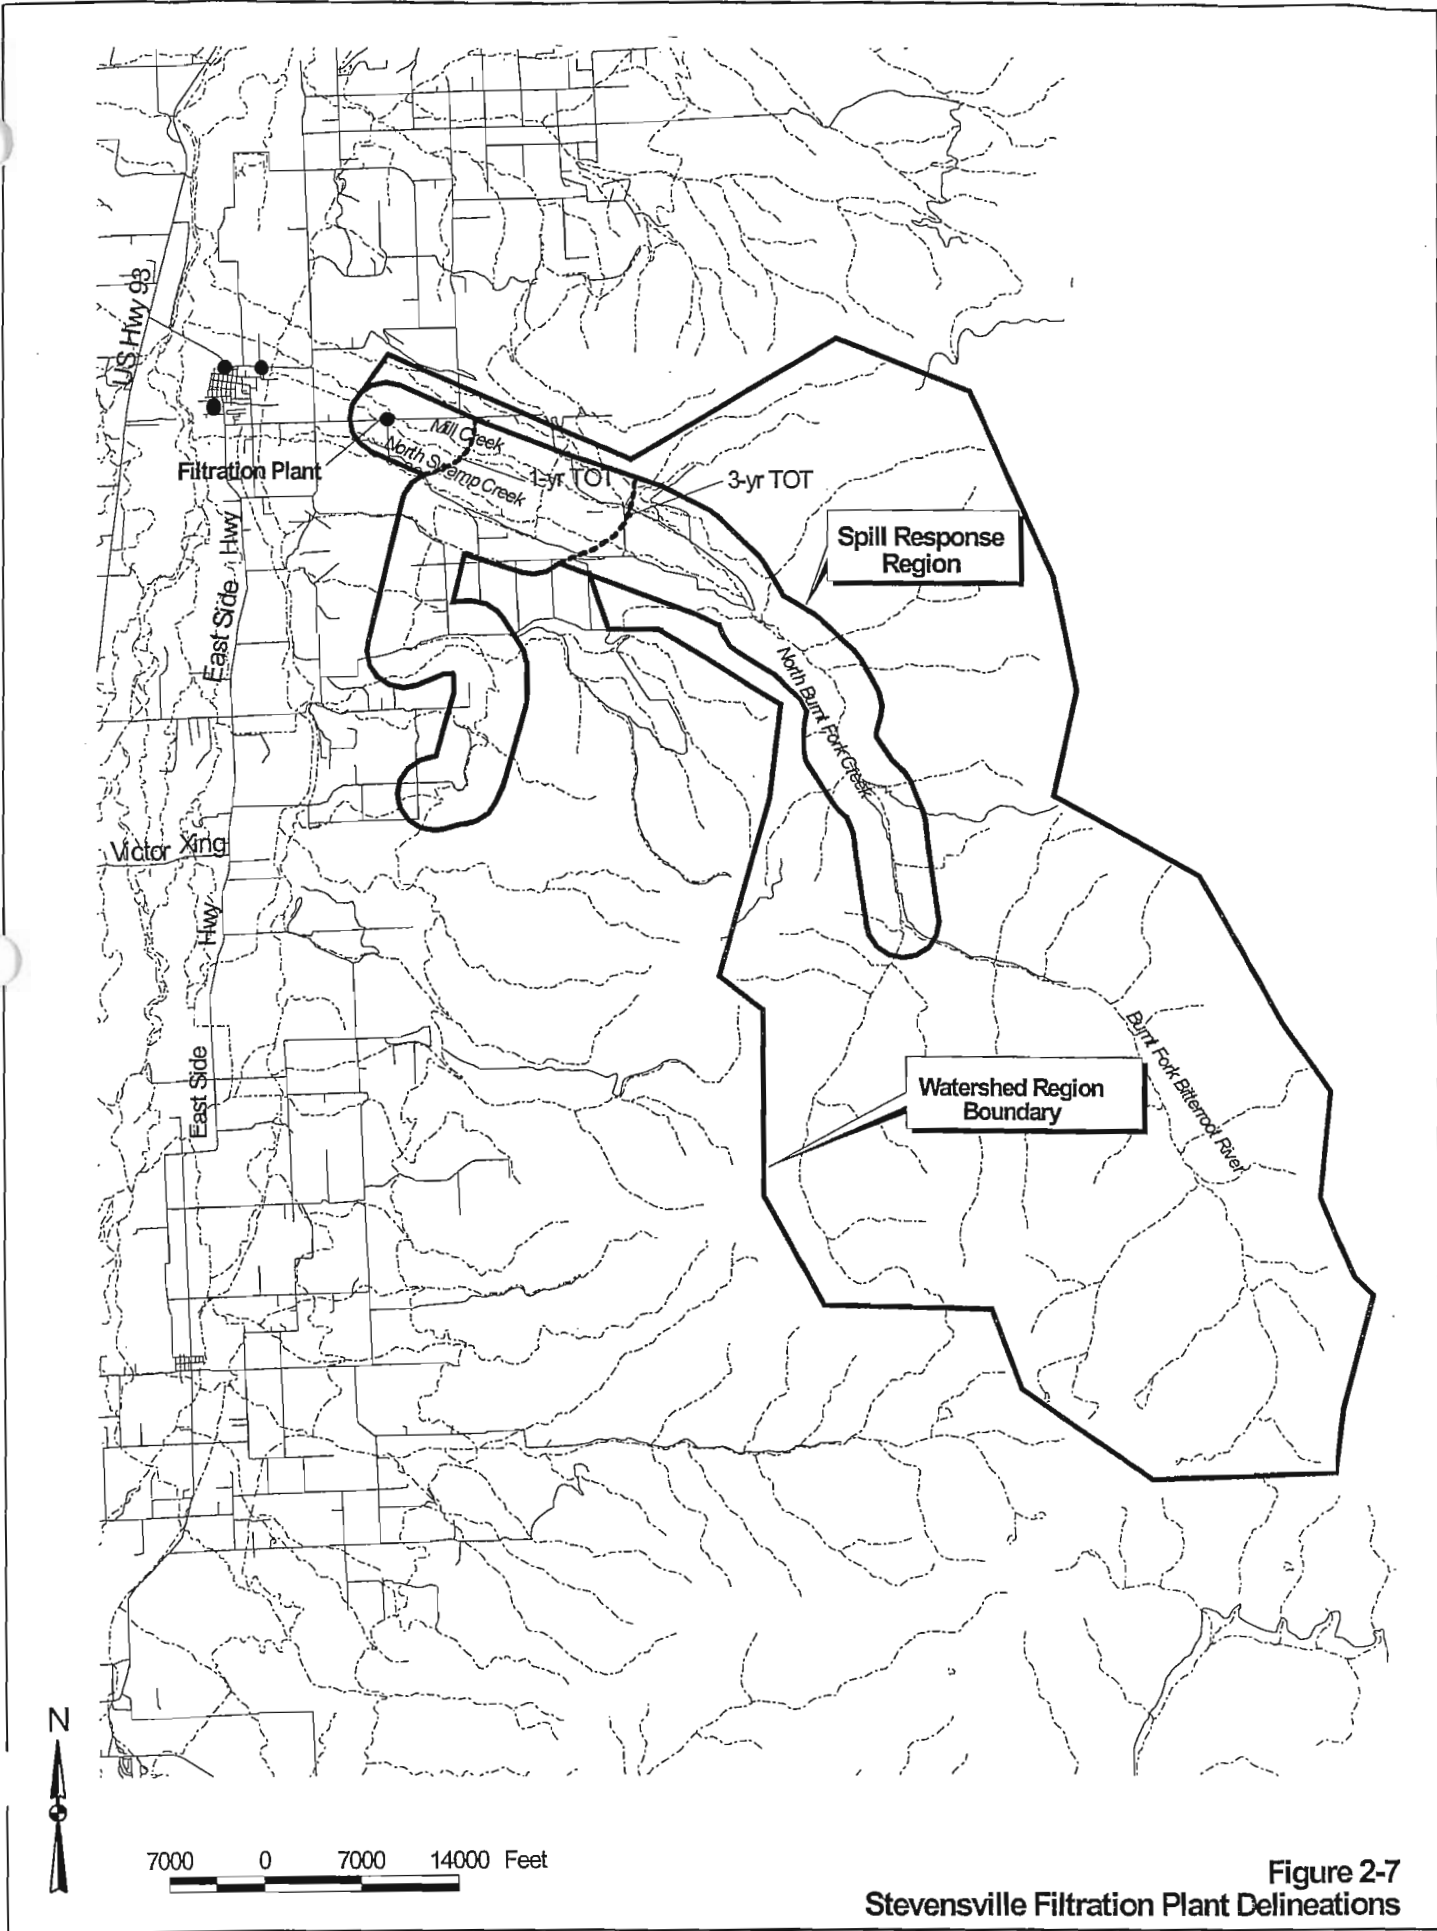 US Hwy 93
Mill Creek
North Swamp Creek
Filtration Plant
1-yr TOT
3-yr TOT
Spill Response
Region
East Side Hwy
North Burnt Fork Creek
Victor Xing
East Side Hwy
Burnt Fork Bitterroot River
Watershed Region
Boundary
N
7000 0 7000 14000 Feet
Figure 2-7
Stevensville Filtration Plant Delineations